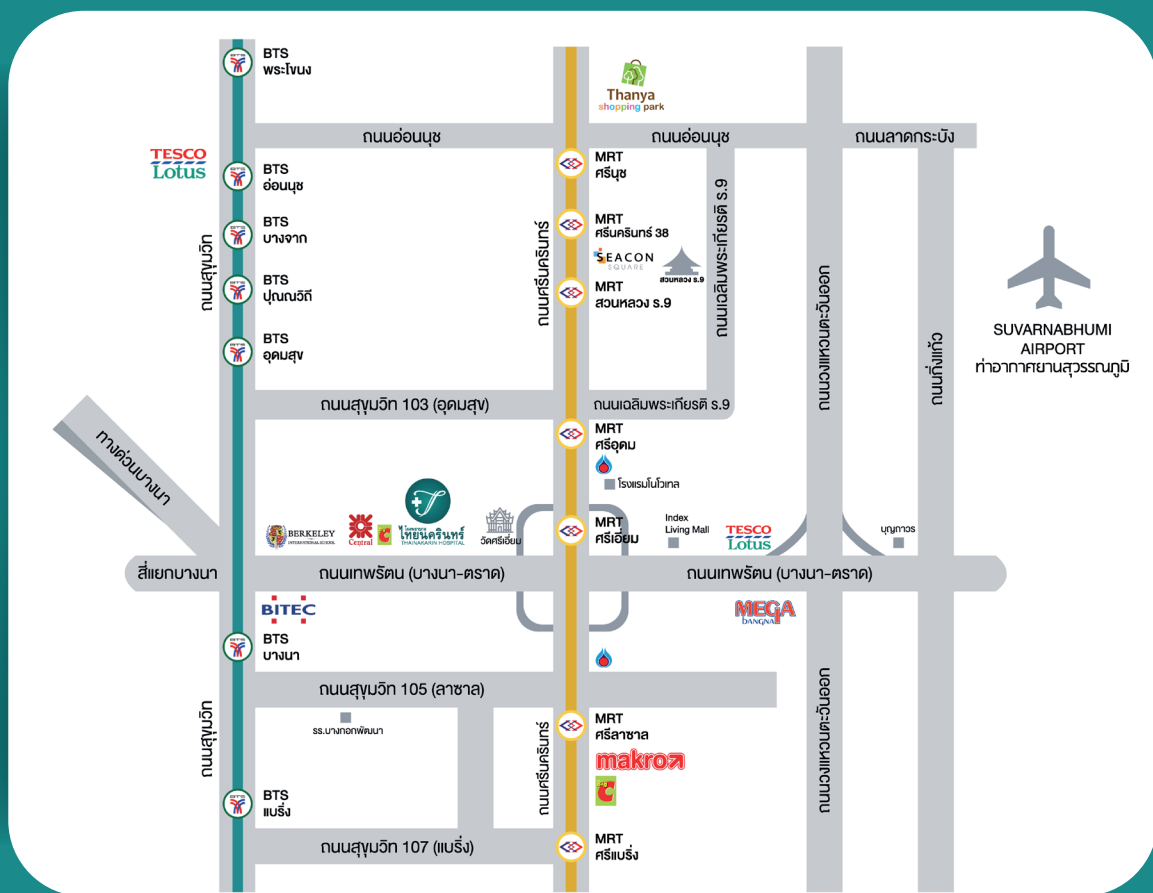 BTS
พระโขนง
Thanya
shopping park
ถนนอ่อนนุช
ถนนอ่อนนุช
ถนนลาดกระบัง
TESCO
Lotus
BTS
อ่อนนุช
MRT
ศรีนุช
BTS
บางจาก
MRT
ศรีนครินทร์ 38
SEACON
SQUARE
สวนหลวง ร.9
BTS
ปุณณวิถี
MRT
สวนหลวง ร.9
ถนนสุขุมวิท
ถนนศรีนครินทร์
ถนนเฉลิมพระเกียรติ ร.9
ถนนวงแหวนตะวันออก
ถนนกิ่งแก้ว
SUVARNABHUMI
AIRPORT
ท่าอากาศยานสุวรรณภูมิ
BTS
อุดมสุข
ถนนสุขุมวิท 103 (อุดมสุข)
ถนนเฉลิมพระเกียรติ ร.9
MRT
ศรีอุดม
ทางด่วนบางนา
โรงแรมโนโวเทล
BERKELEY
INTERNATIONAL SCHOOL
Central
โรงพยาบาล
ไทยนครินทร์
THAINAKARIN HOSPITAL
วัดศรีเอี่ยม
MRT
ศรีเอี่ยม
Index
Living Mall
TESCO
Lotus
บุญถาวร
สี่แยกบางนา
ถนนเทพรัตน (บางนา-ตราด)
ถนนเทพรัตน (บางนา-ตราด)
BITEC
MEGA
BANGNA
BTS
บางนา
ถนนสุขุมวิท 105 (ลาซาล)
รร.บางกอกพัฒนา
MRT
ศรีลาซาล
makro
ถนนสุขุมวิท
ถนนศรีนครินทร์
ถนนวงแหวนตะวันออก
BTS
แบริ่ง
ถนนสุขุมวิท 107 (แบริ่ง)
MRT
ศรีแบริ่ง